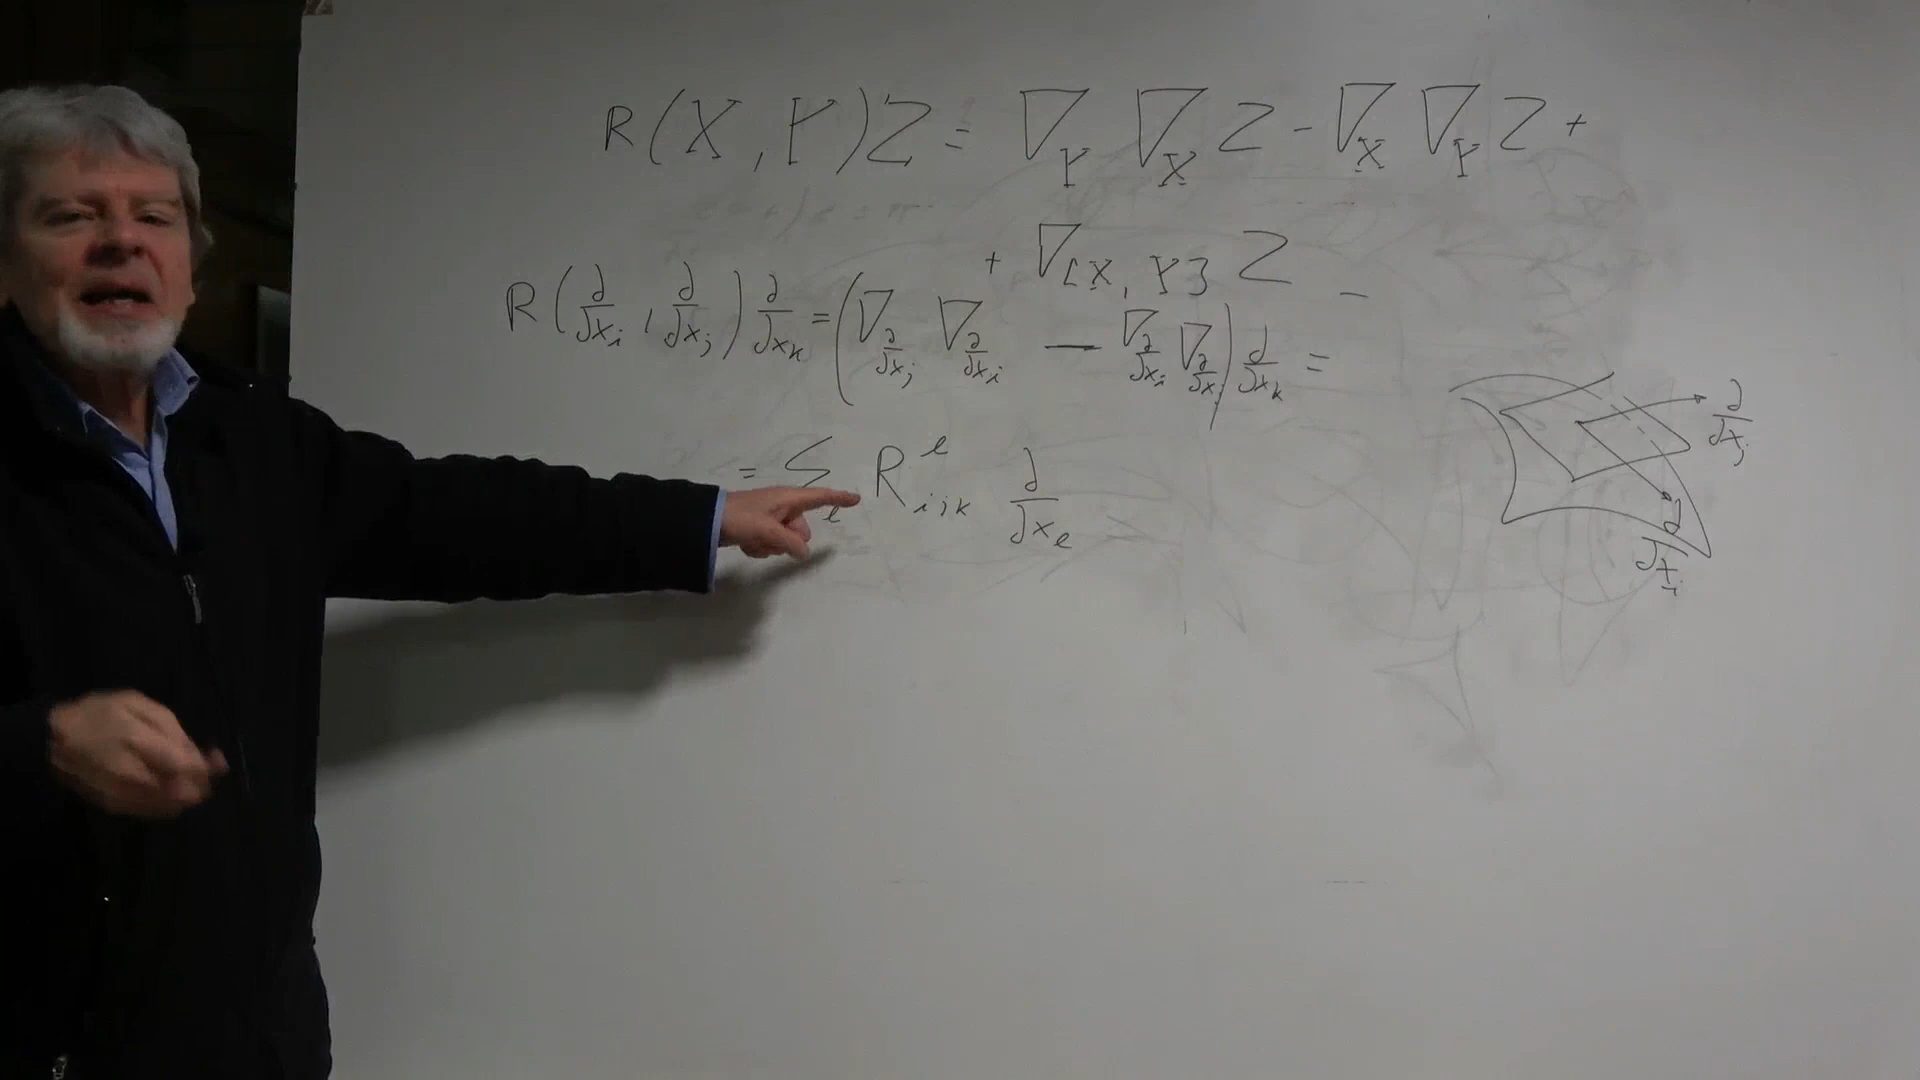 R(X, Y)Z = ∇_Y ∇_X Z - ∇_X ∇_Y Z +
+ ∇_[X, Y] Z -
R(∂/∂x_i, ∂/∂x_j) ∂/∂x_k = (∇_∂/∂x_j ∇_∂/∂x_i — ∇_∂/∂x_i ∇_∂/∂x_j) ∂/∂x_k =
= Σ_l R^l_ijk ∂/∂x_l
∂/∂x_j
∂/∂x_i